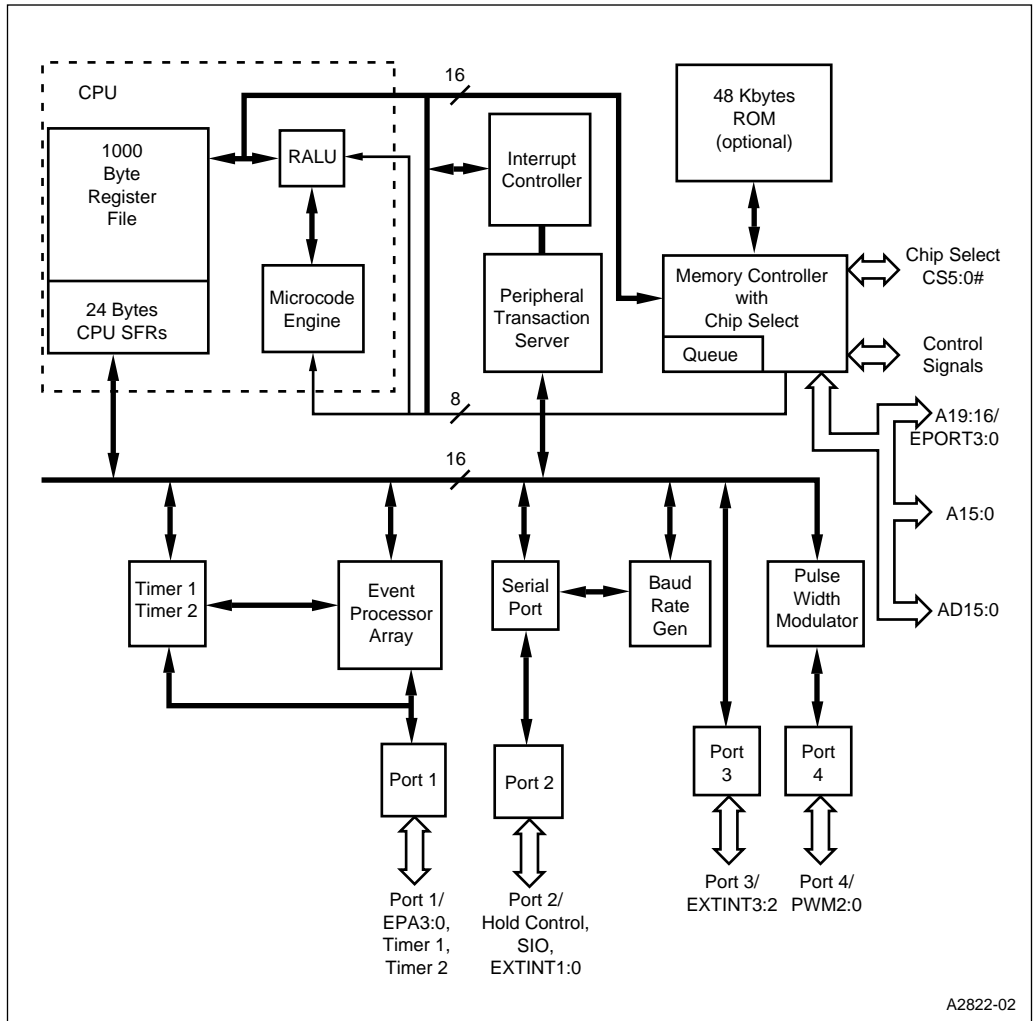 CPU
1000
Byte
Register
File
24 Bytes
CPU SFRs
RALU
Microcode
Engine
16
Interrupt
Controller
Peripheral
Transaction
Server
48 Kbytes
ROM
(optional)
Memory Controller
with
Chip Select
Queue
Chip Select
CS5:0#
Control
Signals
A19:16/
EPORT3:0
A15:0
AD15:0
8
16
Timer 1
Timer 2
Event
Processor
Array
Serial
Port
Baud
Rate
Gen
Pulse
Width
Modulator
Port 1
Port 2
Port
3
Port
4
Port 1/
EPA3:0,
Timer 1,
Timer 2
Port 2/
Hold Control,
SIO,
EXTINT1:0
Port 3/
EXTINT3:2
Port 4/
PWM2:0
A2822-02